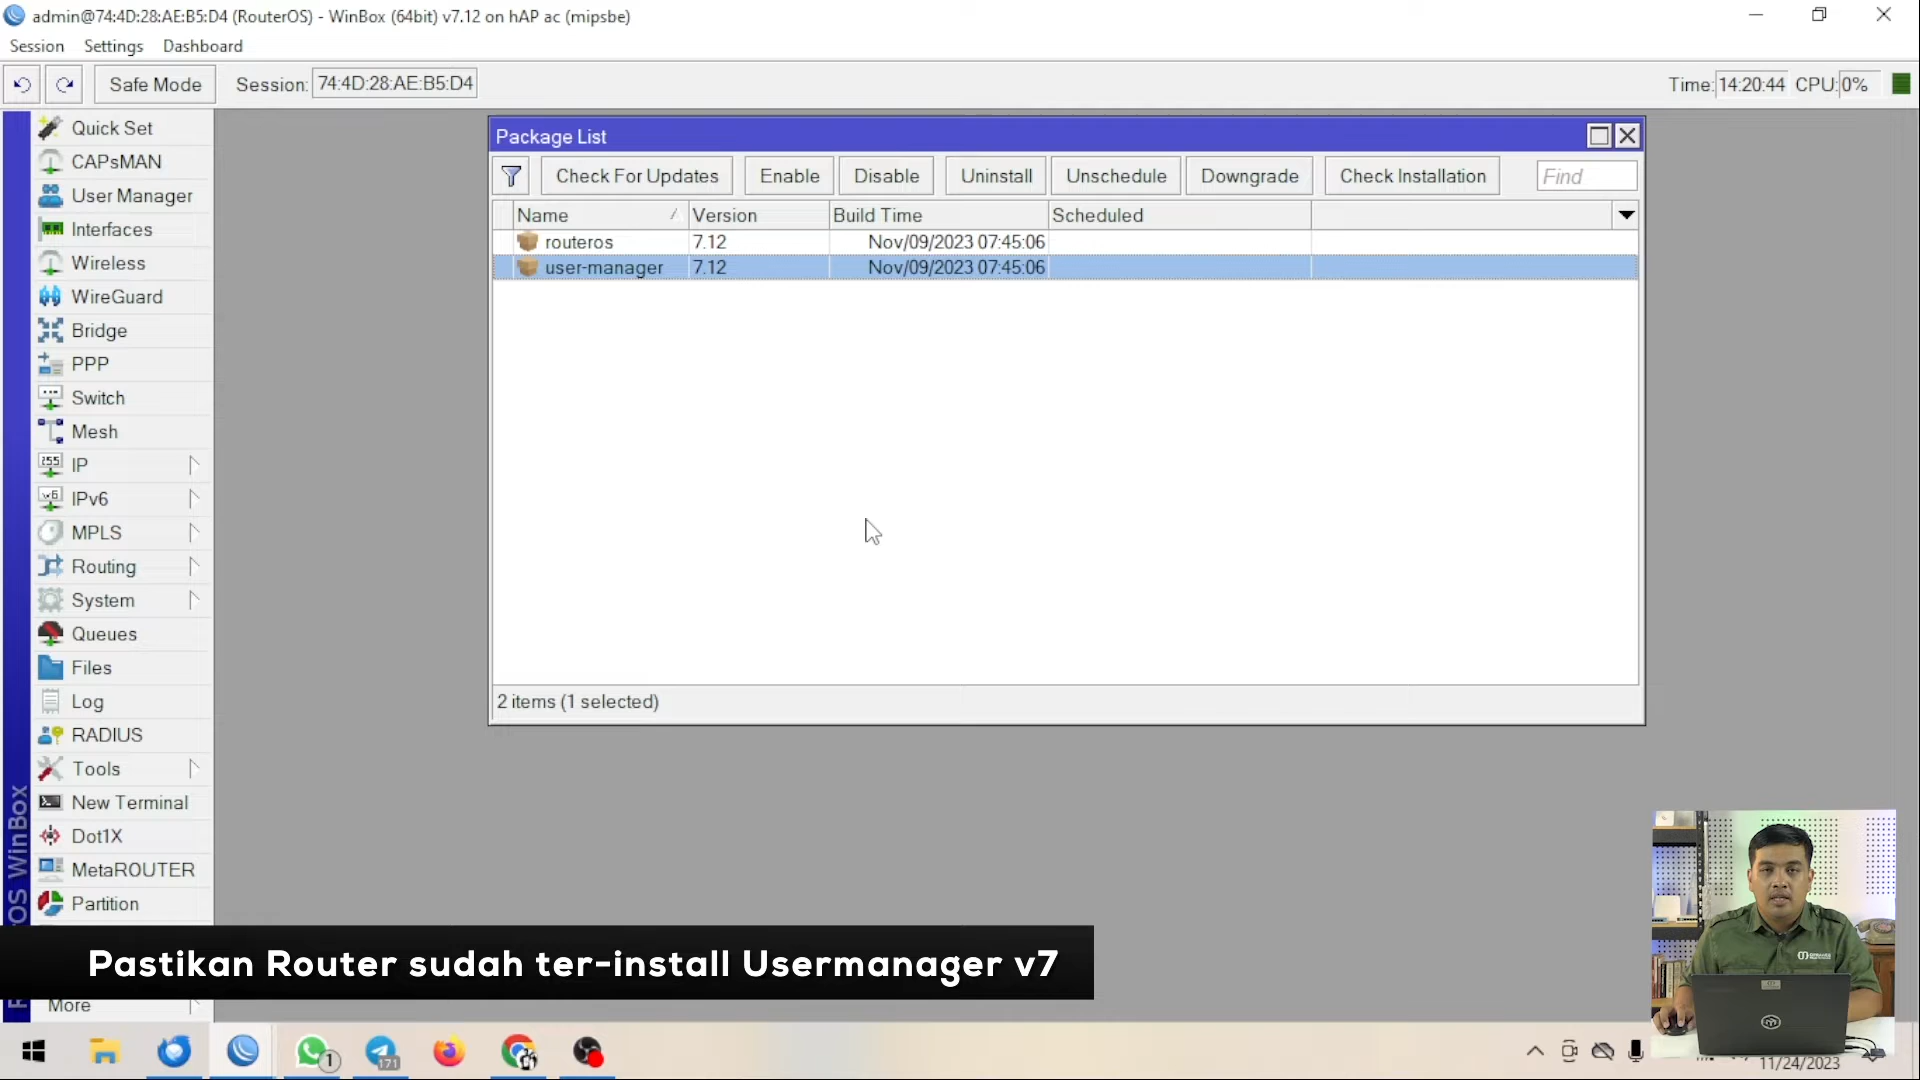 admin@74:4D:28:AE:B5:D4 (RouterOS) - WinBox (64bit) v7.12 on hAP ac (mipsbe)
Session Settings Dashboard
Safe Mode Session: 74:4D:28:AE:B5:D4 Time: 14:20:44 CPU: 0%
Quick Set
CAPsMAN
User Manager
Interfaces
Wireless
WireGuard
Bridge
PPP
Switch
Mesh
IP
IPv6
MPLS
Routing
System
Queues
Files
Log
RADIUS
Tools
New Terminal
Dot1X
MetaROUTER
Partition
More
OS WinBox
Package List
Check For Updates Enable Disable Uninstall Unschedule Downgrade Check Installation Find
Name Version Build Time Scheduled
routeros 7.12 Nov/09/2023 07:45:06
user-manager 7.12 Nov/09/2023 07:45:06
2 items (1 selected)
Pastikan Router sudah ter-install Usermanager v7
1
171
11/24/2023